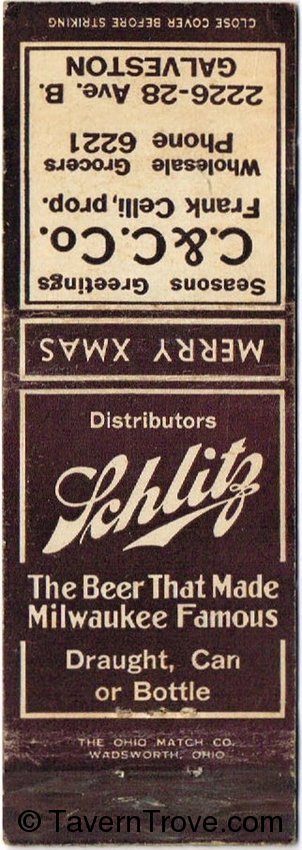 CLOSE COVER BEFORE STRIKING
Seasons Greetings
C.&C.Co.
Frank Celli, prop.
Wholesale Grocers
Phone 6221
2226-28 Ave. B.
GALVESTON
MERRY XMAS
Distributors
Schlitz
The Beer That Made
Milwaukee Famous
Draught, Can
or Bottle
THE OHIO MATCH CO.
WADSWORTH, OHIO
© TavernTrove.com